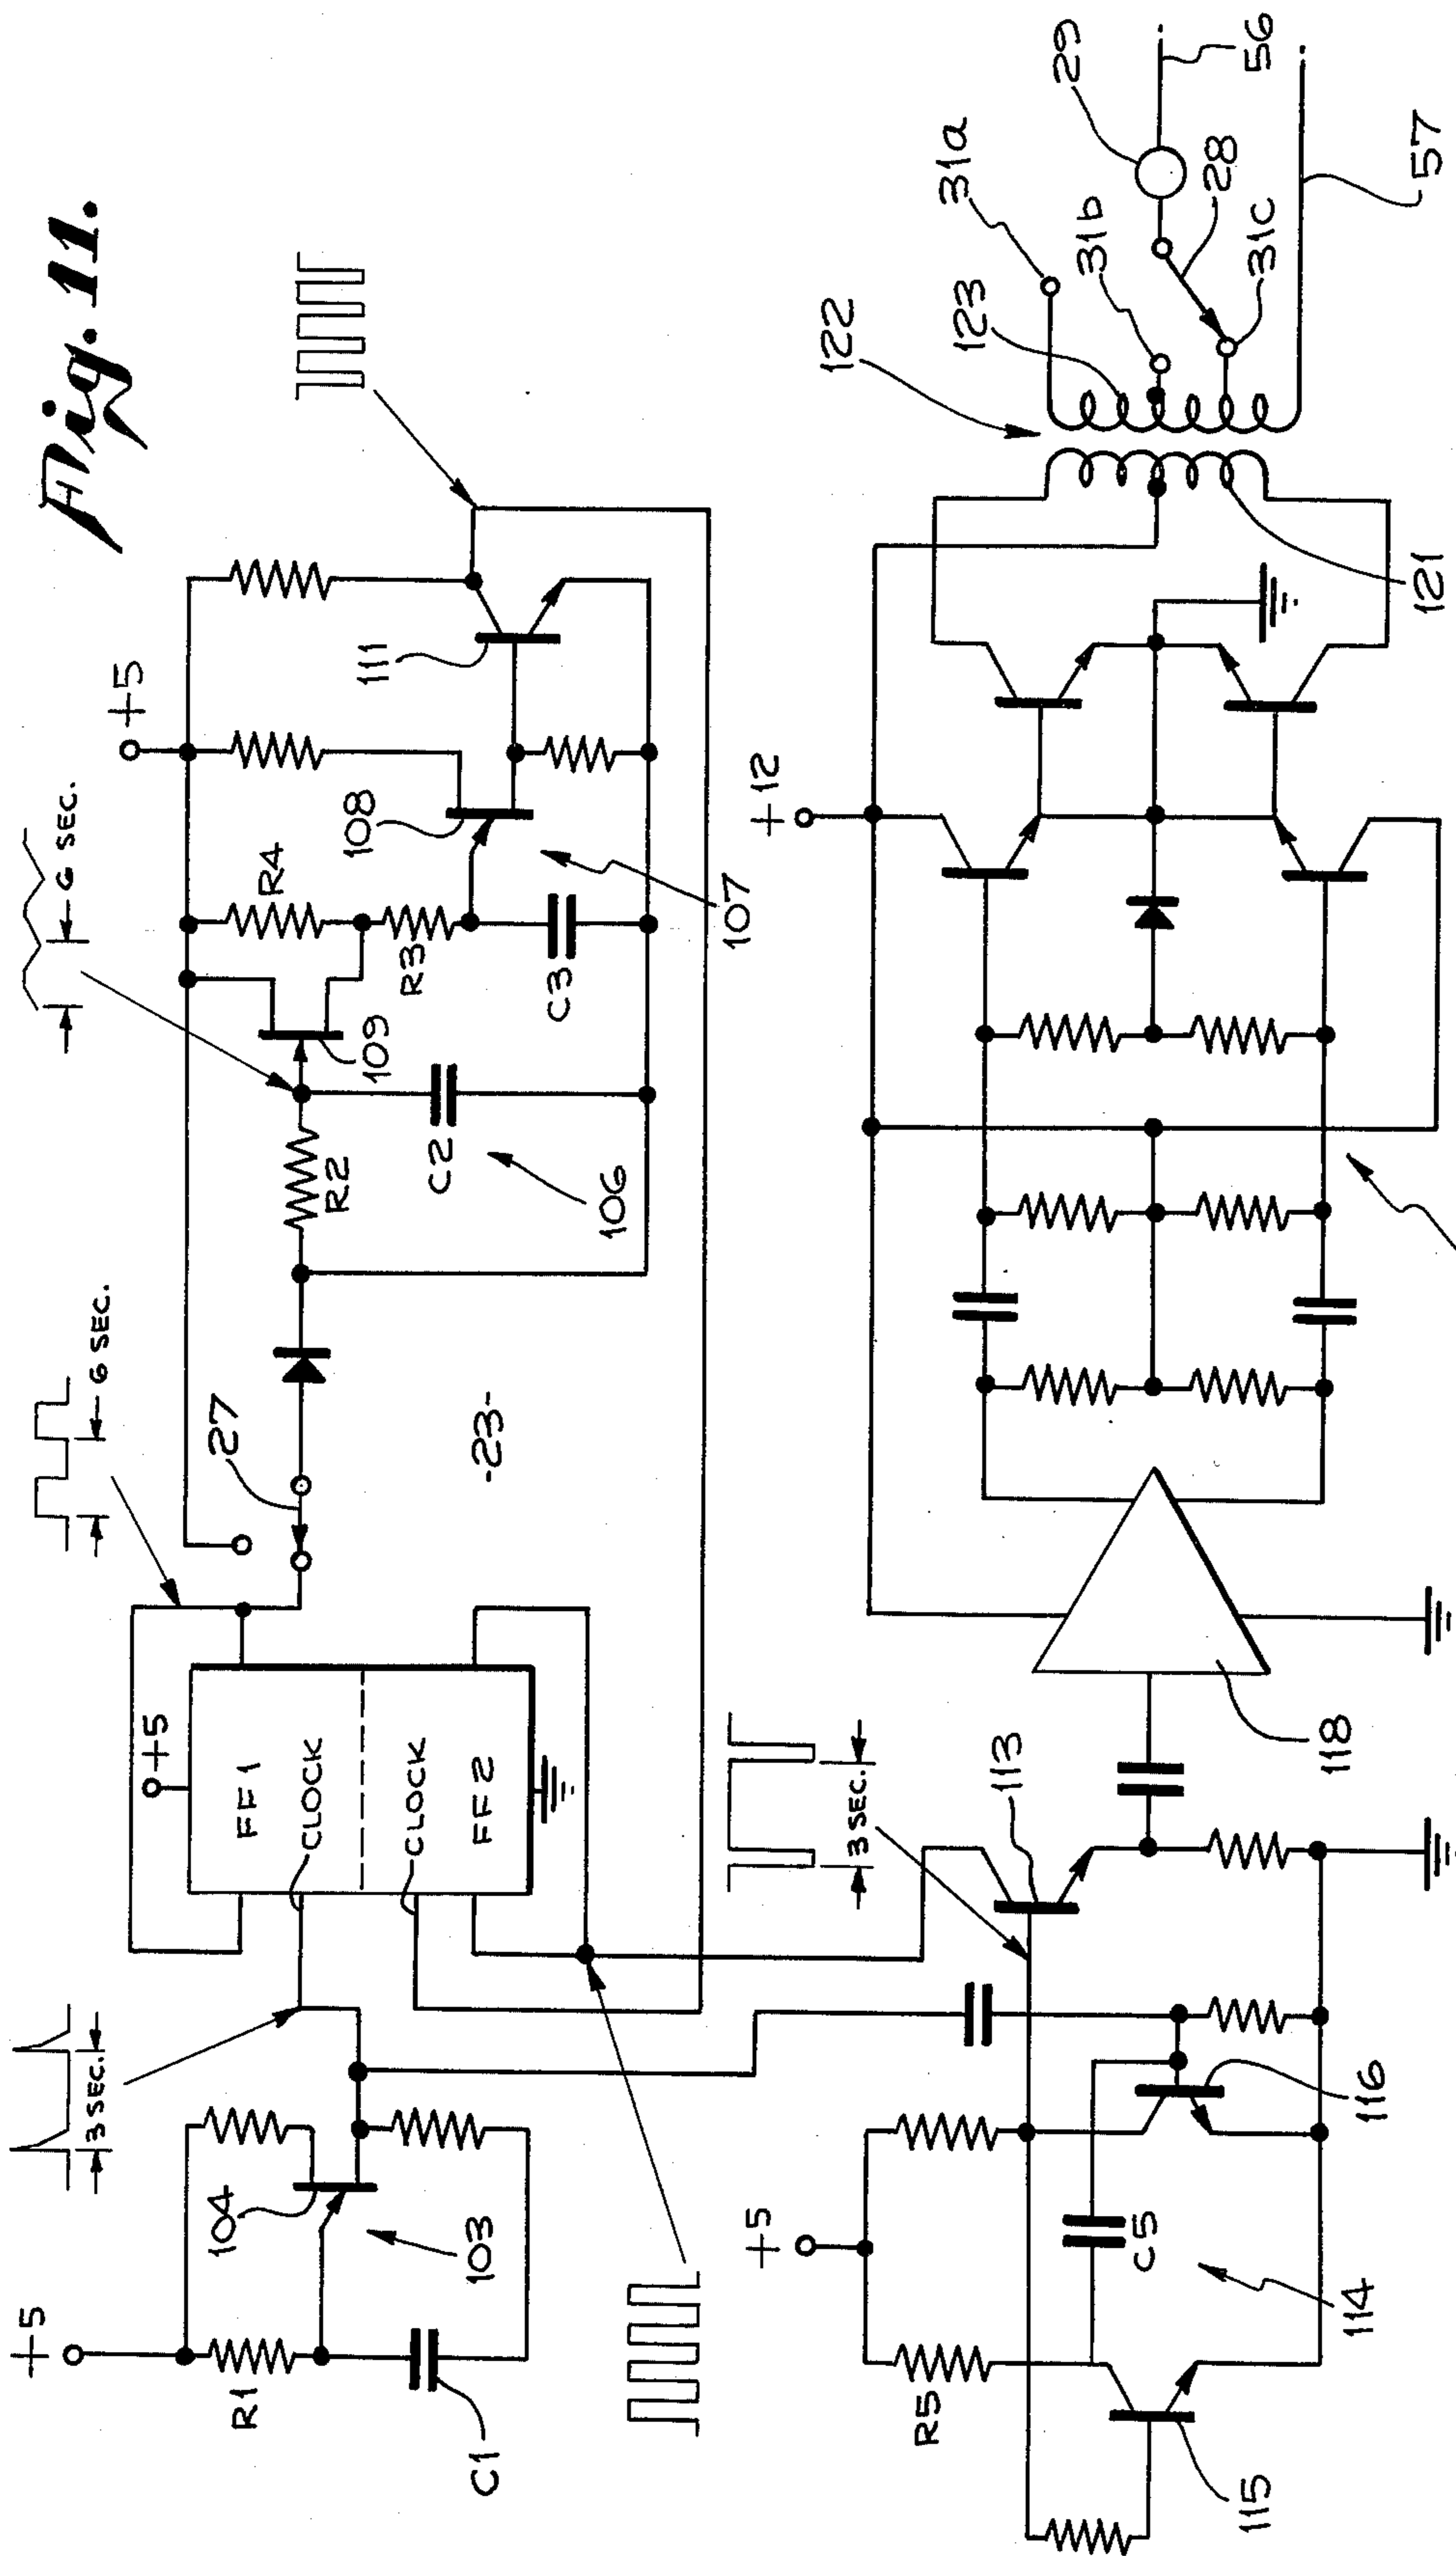 Fig. 11.
+5
R1
C1
104
103
3 SEC.
+5
FF1
CLOCK
CLOCK
FF2
6 SEC.
27
-23-
R2
C2
106
109
6 SEC.
R4
R3
C3
108
107
+5
111
+5
R5
C5
114
115
116
3 SEC.
113
118
+12
121
122
123
31a
31b
31c
28
29
56
57